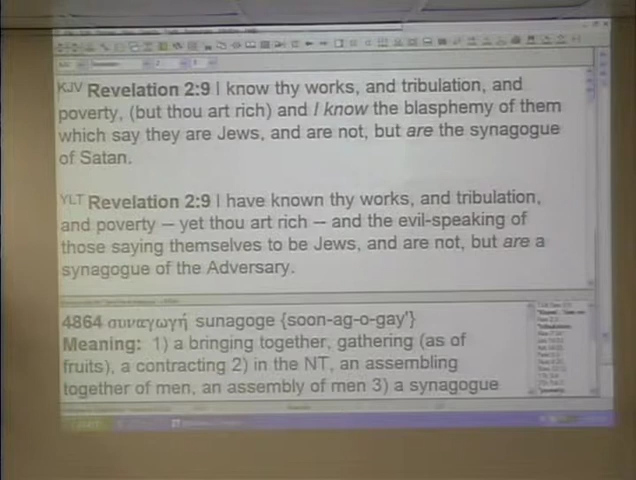 KJV Revelation 2:9 I know thy works, and tribulation, and
poverty, (but thou art rich) and I know the blasphemy of them
which say they are Jews, and are not, but are the synagogue
of Satan.
YLT Revelation 2:9 I have known thy works, and tribulation,
and poverty — yet thou art rich — and the evil-speaking of
those saying themselves to be Jews, and are not, but are a
synagogue of the Adversary.
4864 συναγωγή sunagoge {soon-ag-o-gay'}
Meaning: 1) a bringing together, gathering (as of
fruits), a contracting 2) in the NT, an assembling
together of men, an assembly of men 3) a synagogue